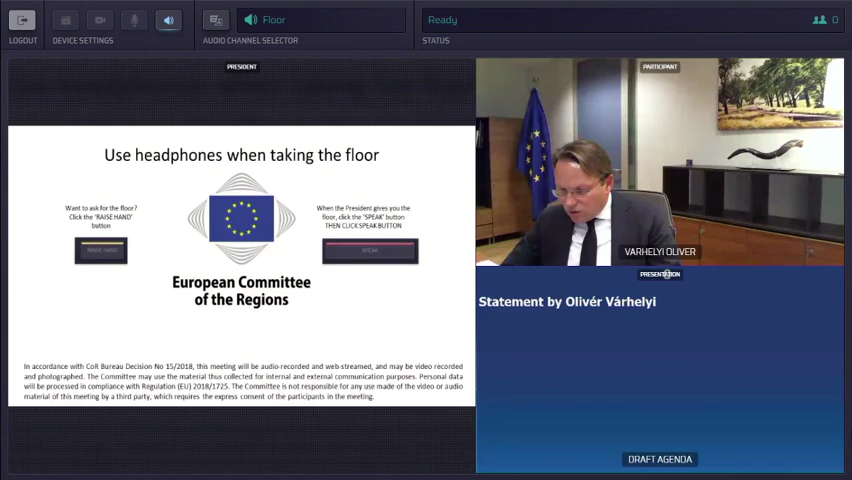 Floor
Ready
0
LOGOUT
DEVICE SETTINGS
AUDIO CHANNEL SELECTOR
STATUS
PRESIDENT
PARTICIPANT
Use headphones when taking the floor
Want to ask for the floor?
Click the 'RAISE HAND'
button
RAISE HAND
When the President gives you the
floor, click the 'SPEAK' button
THEN CLICK SPEAK BUTTON
SPEAK
European Committee
of the Regions
In accordance with CoR Bureau Decision No 15/2018, this meeting will be audio-recorded and web-streamed, and may be video recorded
and photographed. The Committee may use the material thus collected for internal and external communication purposes. Personal data
will be processed in compliance with Regulation (EU) 2018/1725. The Committee is not responsible for any use made of the video or audio
material of this meeting by a third party, which requires the express consent of the participants in the meeting.
VARHELYI OLIVER
PRESENTATION
Statement by Olivér Várhelyi
DRAFT AGENDA